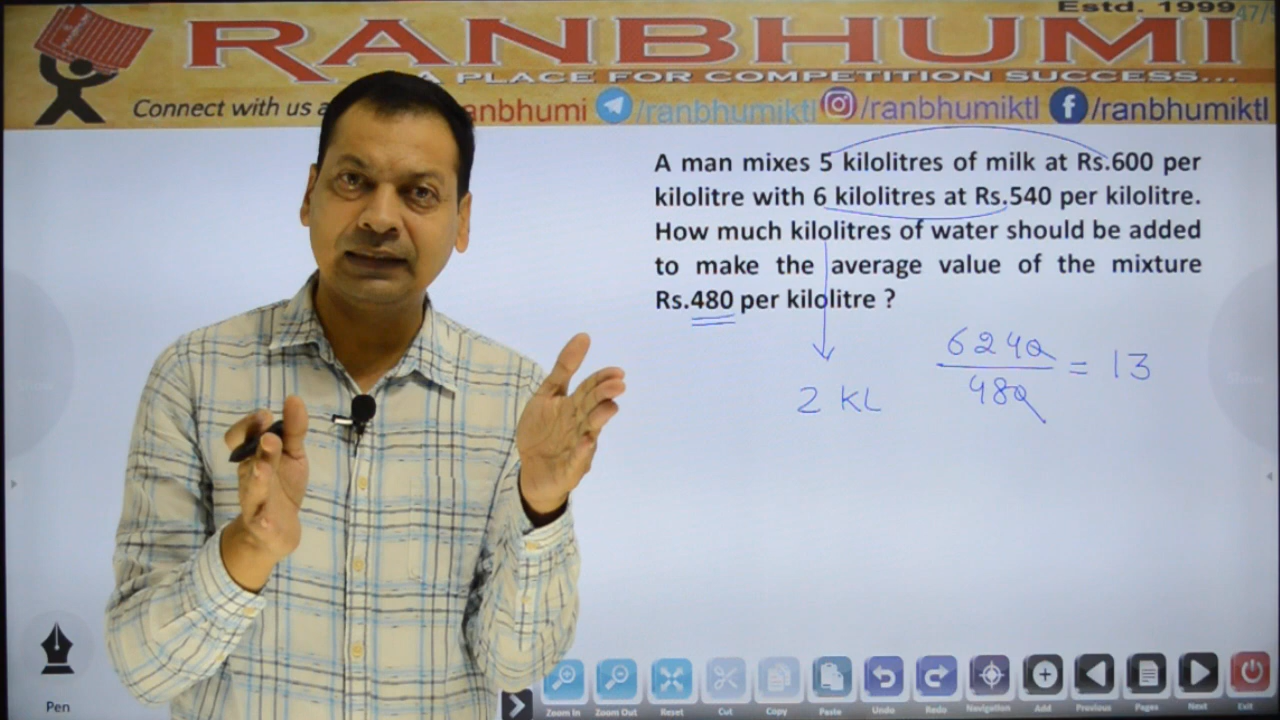 Estd. 1999
47/
RANBHUMI
A PLACE FOR COMPETITION SUCCESS...
Connect with us a anbhumi /ranbhumiktl /ranbhumiktl /ranbhumiktl
A man mixes 5 kilolitres of milk at Rs.600 per
kilolitre with 6 kilolitres at Rs.540 per kilolitre.
How much kilolitres of water should be added
to make the average value of the mixture
Rs.480 per kilolitre ?
6240
480
= 13
2 KL
Pen
Zoom In Zoom Out Reset Cut Copy Paste Undo Redo Navigation Add Previous Pages Next Exit